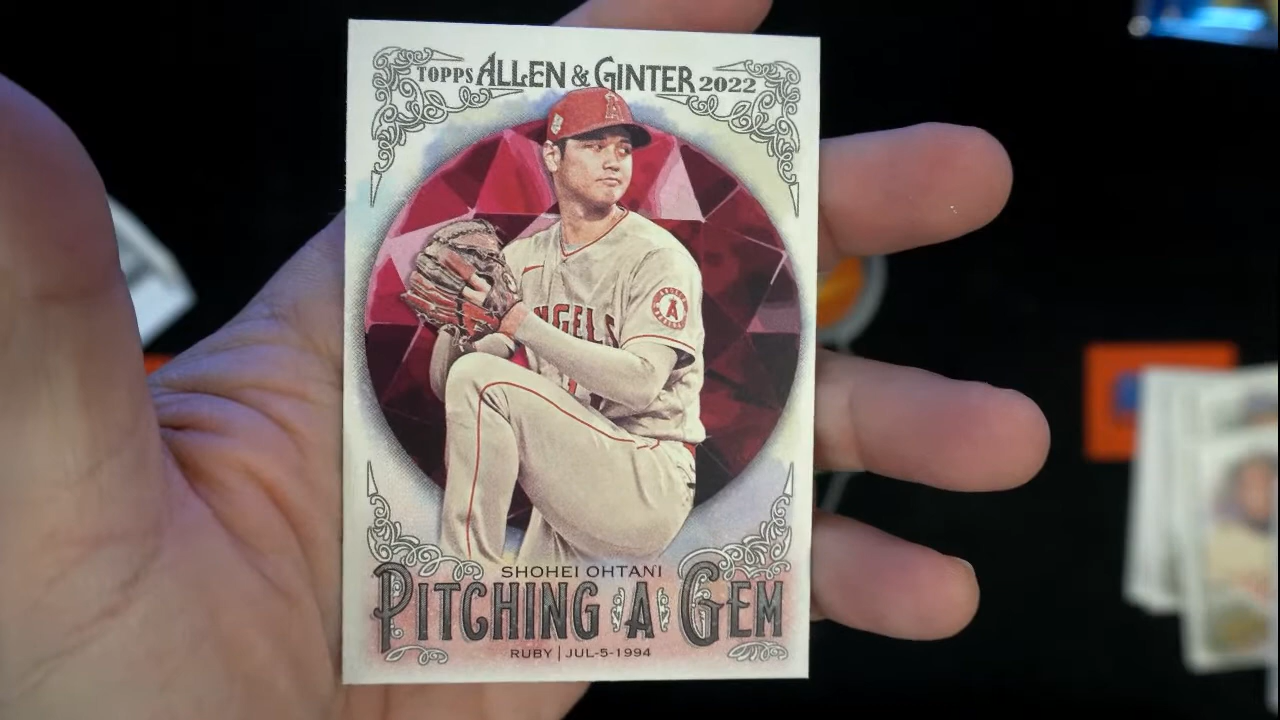 TOPPS ALLEN & GINTER 2022
ANGELS
SHOHEI OHTANI
PITCHING A GEM
RUBY | JUL-5-1994